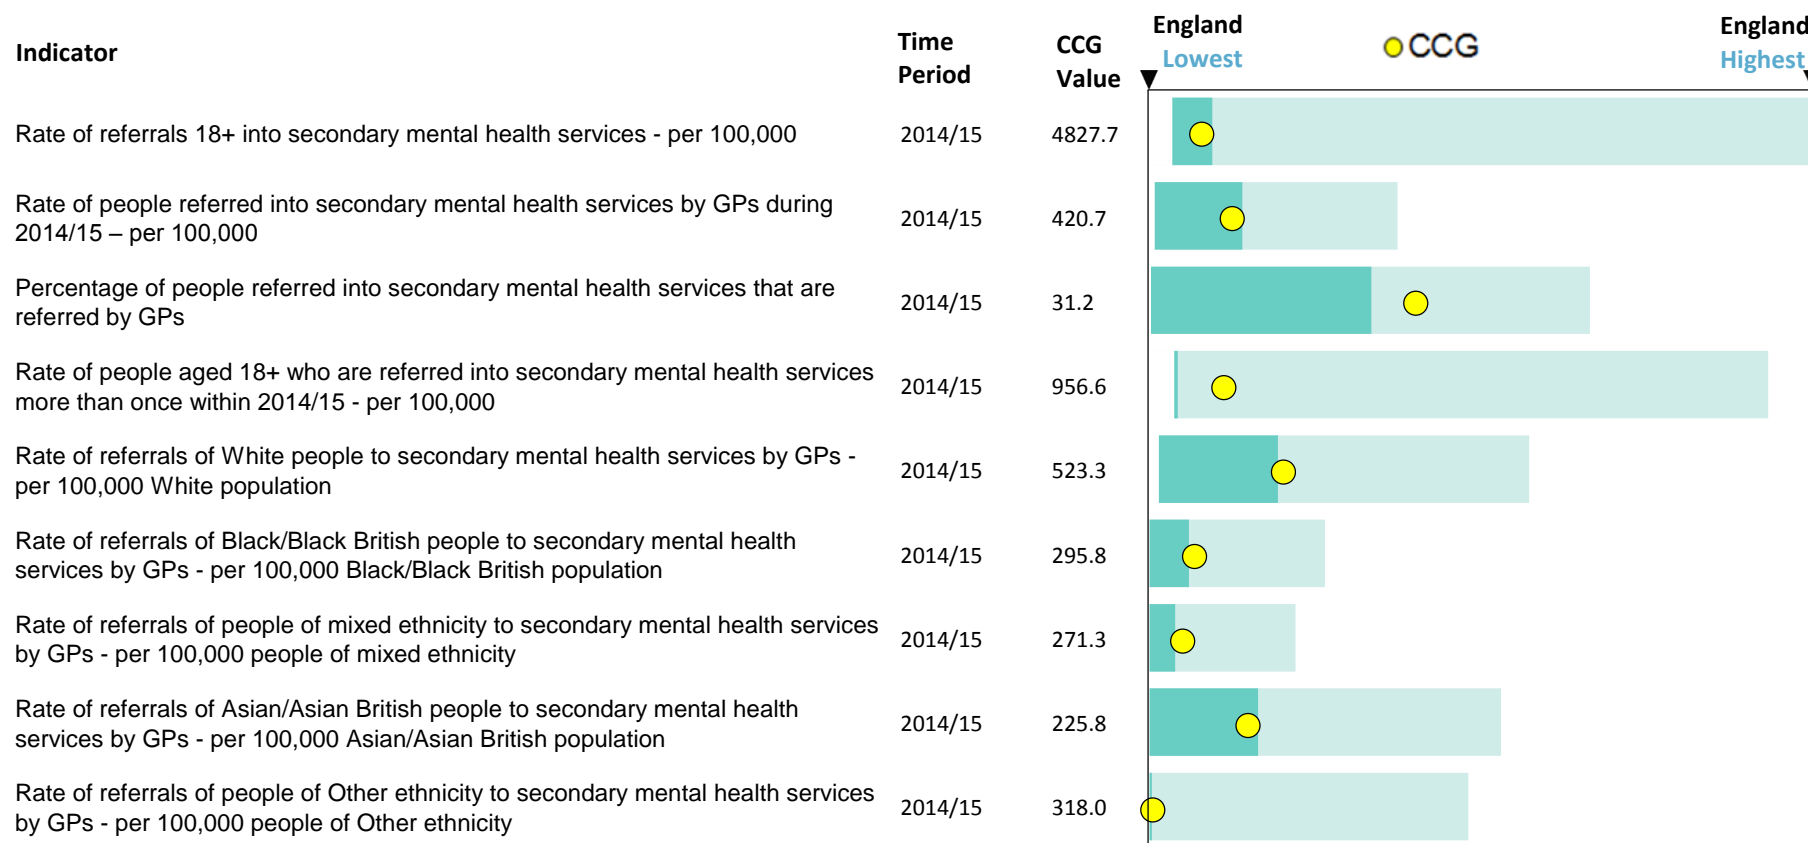 Indicator
Time
Period
CCG
Value
England
Lowest
CCG
England
Highest
Rate of referrals 18+ into secondary mental health services - per 100,000
2014/15
4827.7
Rate of people referred into secondary mental health services by GPs during
2014/15 – per 100,000
2014/15
420.7
Percentage of people referred into secondary mental health services that are
referred by GPs
2014/15
31.2
Rate of people aged 18+ who are referred into secondary mental health services
more than once within 2014/15 - per 100,000
2014/15
956.6
Rate of referrals of White people to secondary mental health services by GPs -
per 100,000 White population
2014/15
523.3
Rate of referrals of Black/Black British people to secondary mental health
services by GPs - per 100,000 Black/Black British population
2014/15
295.8
Rate of referrals of people of mixed ethnicity to secondary mental health services
by GPs - per 100,000 people of mixed ethnicity
2014/15
271.3
Rate of referrals of Asian/Asian British people to secondary mental health
services by GPs - per 100,000 Asian/Asian British population
2014/15
225.8
Rate of referrals of people of Other ethnicity to secondary mental health services
by GPs - per 100,000 people of Other ethnicity
2014/15
318.0